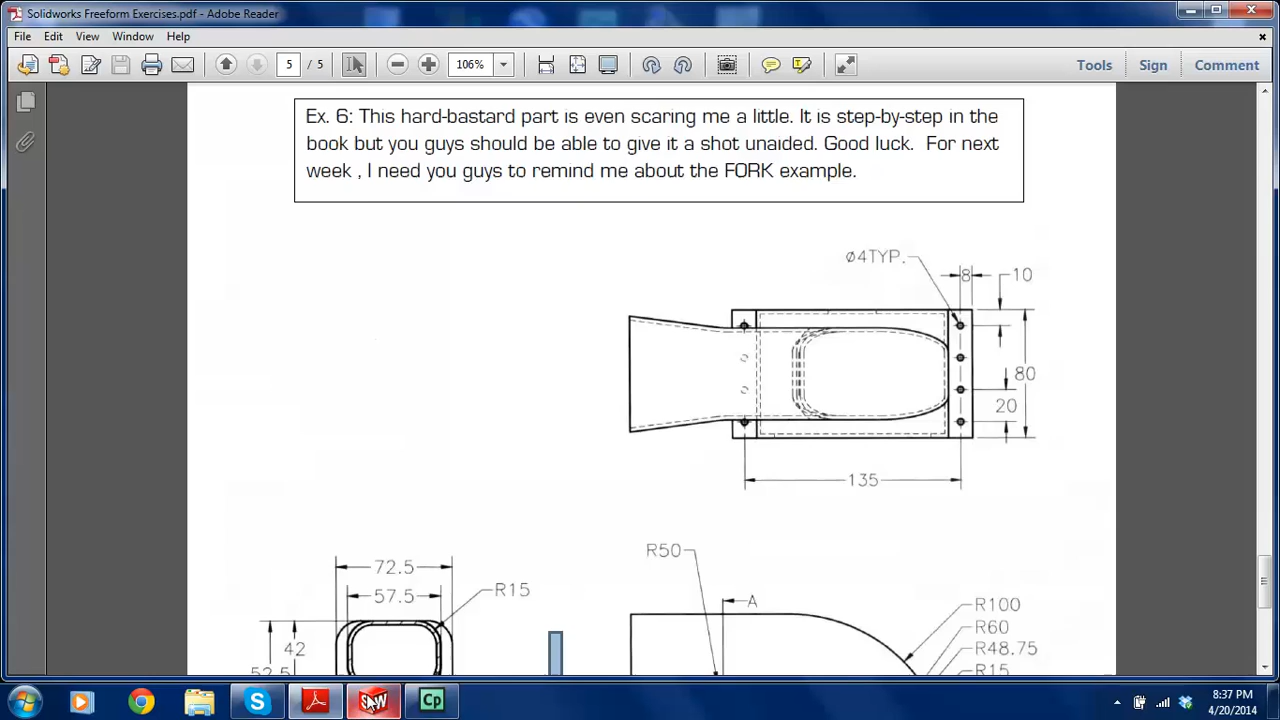 Solidworks Freeform Exercises.pdf - Adobe Reader
File Edit View Window Help
5 / 5 106% Tools Sign Comment
Ex. 6: This hard-bastard part is even scaring me a little. It is step-by-step in the
book but you guys should be able to give it a shot unaided. Good luck. For next
week , I need you guys to remind me about the FORK example.
ø4TYP.
8
10
80
20
135
R50
72.5
57.5
R15
A
R100
R60
R48.75
R15
42
52.5
S
SW
Cp
8:37 PM
4/20/2014